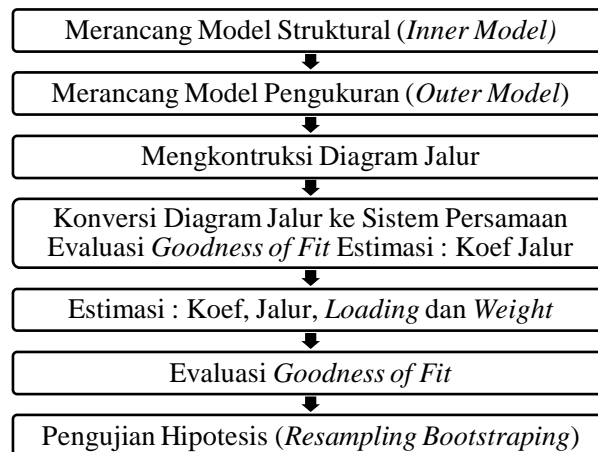 Merancang Model Struktural (Inner Model)
Merancang Model Pengukuran (Outer Model)
Mengkontruksi Diagram Jalur
Konversi Diagram Jalur ke Sistem Persamaan
Evaluasi Goodness of Fit Estimasi : Koef Jalur
Estimasi : Koef, Jalur, Loading dan Weight
Evaluasi Goodness of Fit
Pengujian Hipotesis (Resampling Bootstraping)